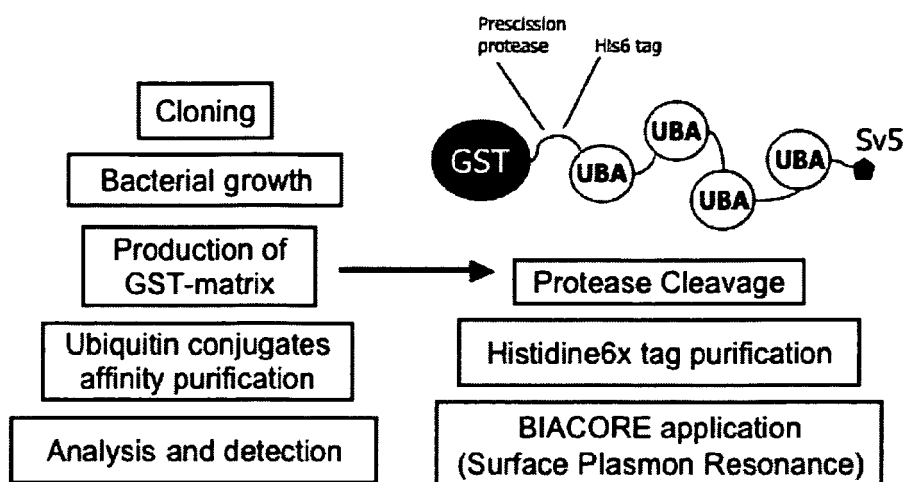 Prescission
protease
His6 tag
GST
UBA
UBA
UBA
UBA
Sv5
Cloning
Bacterial growth
Production of
GST-matrix
Ubiquitin conjugates
affinity purification
Analysis and detection
Protease Cleavage
Histidine6x tag purification
BIACORE application
(Surface Plasmon Resonance)